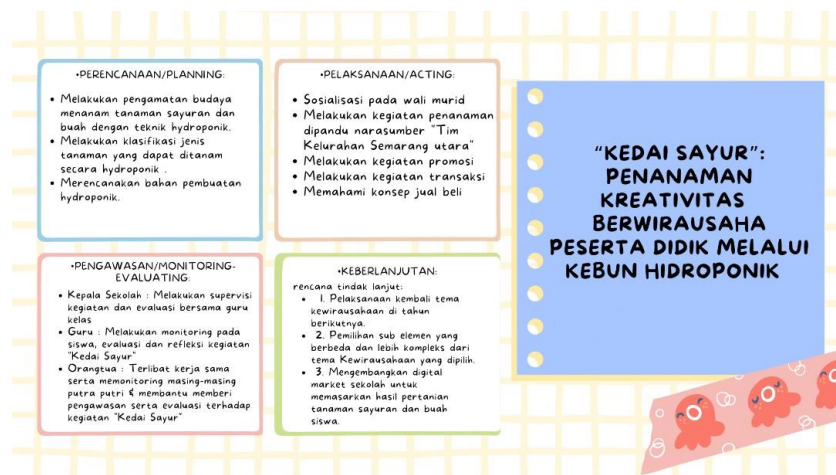 •PERENCANAAN/PLANNING:
• Melakukan pengamatan budaya
menanam tanaman sayuran dan
buah dengan teknik hydroponik.
• Melakukan klasifikasi jenis
tanaman yang dapat ditanam
secara hydroponik .
• Merencanakan bahan pembuatan
hydroponik.
•PELAKSANAAN/ACTING:
• Sosialisasi pada wali murid
• Melakukan kegiatan penanaman
dipandu narasumber "Tim
Kelurahan Semarang utara"
• Melakukan kegiatan promosi
• Melakukan kegiatan transaksi
• Memahami konsep jual beli
•PENGAWASAN/MONITORING-
EVALUATING:
• Kepala Sekolah : Melakukan supervisi
kegiatan dan evaluasi bersama guru
kelas
• Guru : Melakukan monitoring pada
siswa, evaluasi dan refleksi kegiatan
"Kedai Sayur"
• Orangtua : Terlibat kerja sama
serta memonitoring masing-masing
putra putri & membantu memberi
pengawasan serta evaluasi terhadap
kegiatan "Kedai Sayur"
•KEBERLANJUTAN:
rencana tindak lanjut:
• 1. Pelaksanaan kembali tema
kewirausahaan di tahun
berikutnya.
• 2. Pemilihan sub elemen yang
berbeda dan lebih kompleks dari
tema Kewirausahaan yang dipilih.
• 3. Mengembangkan digital
market sekolah untuk
memasarkan hasil pertanian
tanaman sayuran dan buah
siswa.
"KEDAI SAYUR":
PENANAMAN
KREATIVITAS
BERWIRAUSAHA
PESERTA DIDIK MELALUI
KEBUN HIDROPONIK